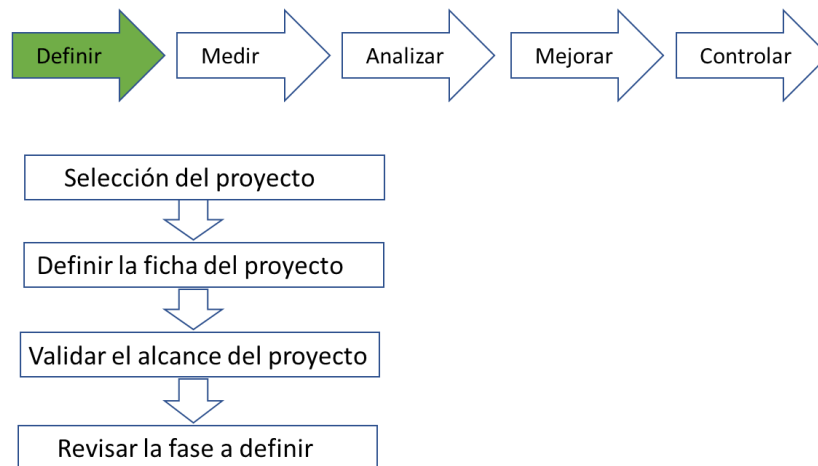 Definir
Medir
Analizar
Mejorar
Controlar
Selección del proyecto
Definir la ficha del proyecto
Validar el alcance del proyecto
Revisar la fase a definir